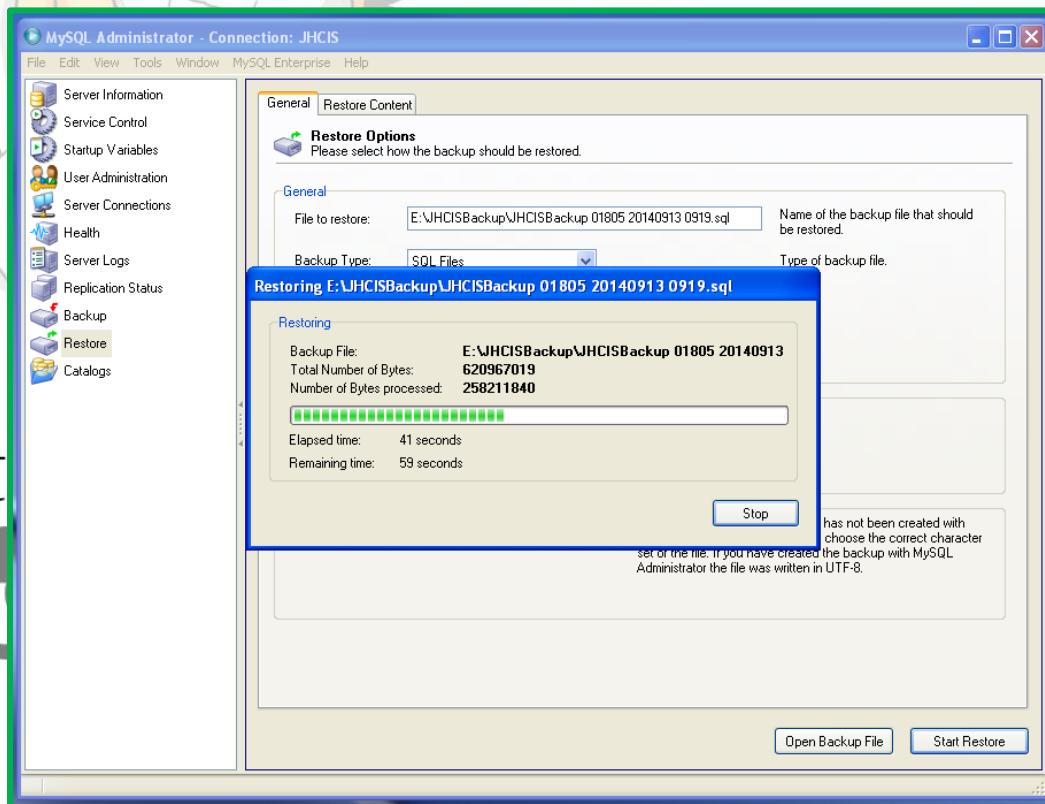 MySQL Administrator - Connection: JHCIS
File Edit View Tools Window MySQL Enterprise Help
Server Information
Service Control
Startup Variables
User Administration
Server Connections
Health
Server Logs
Replication Status
Backup
Restore
Catalogs
General Restore Content
Restore Options
Please select how the backup should be restored.
General
File to restore: E:\JHCISBackup\JHCISBackup 01805 20140913 0919.sql
Name of the backup file that should
be restored.
Backup Type: SQL Files
Type of backup file.
Restoring E:\JHCISBackup\JHCISBackup 01805 20140913 0919.sql
Restoring
Backup File: E:\JHCISBackup\JHCISBackup 01805 20140913
Total Number of Bytes: 620967019
Number of Bytes processed: 258211840
Elapsed time: 41 seconds
Remaining time: 59 seconds
Stop
has not been created with
choose the correct character
set of the file. If you have created the backup with MySQL
Administrator the file was written in UTF-8.
Open Backup File
Start Restore